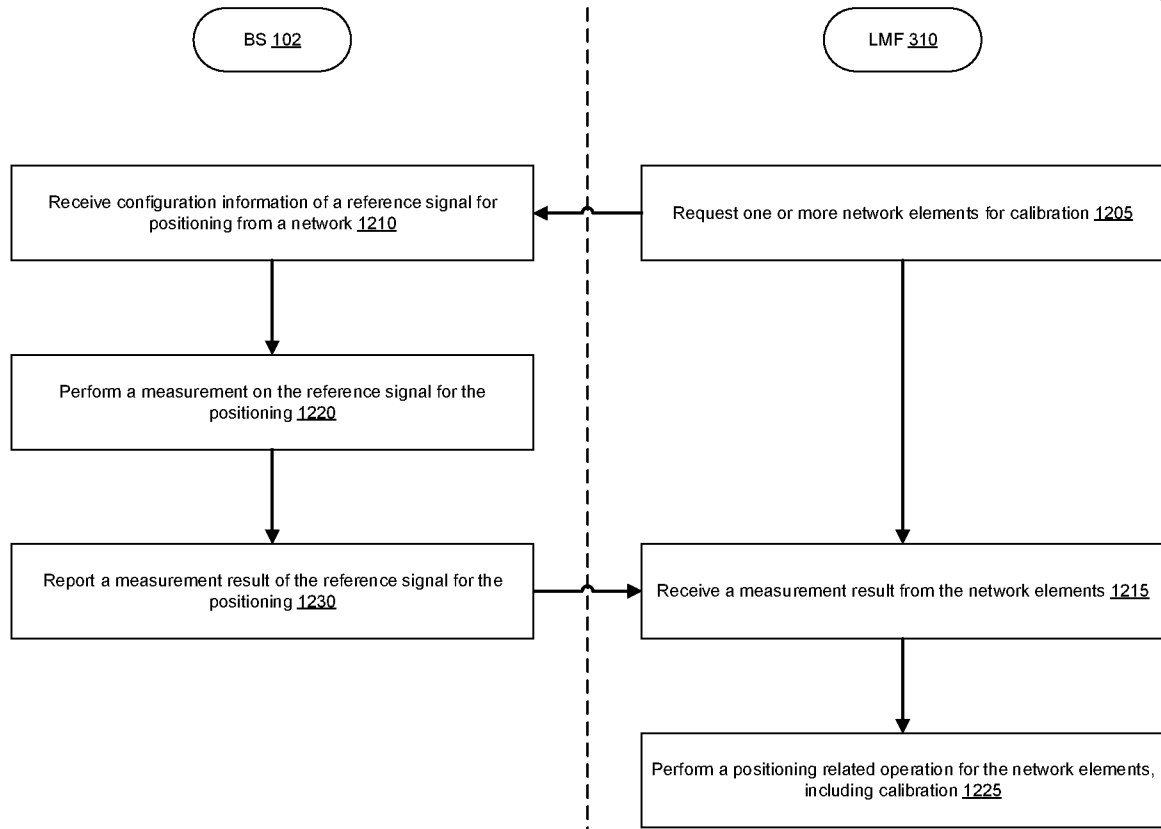 BS 102
LMF 310
Receive configuration information of a reference signal for
positioning from a network 1210
Request one or more network elements for calibration 1205
Perform a measurement on the reference signal for the
positioning 1220
Report a measurement result of the reference signal for the
positioning 1230
Receive a measurement result from the network elements 1215
Perform a positioning related operation for the network elements,
including calibration 1225